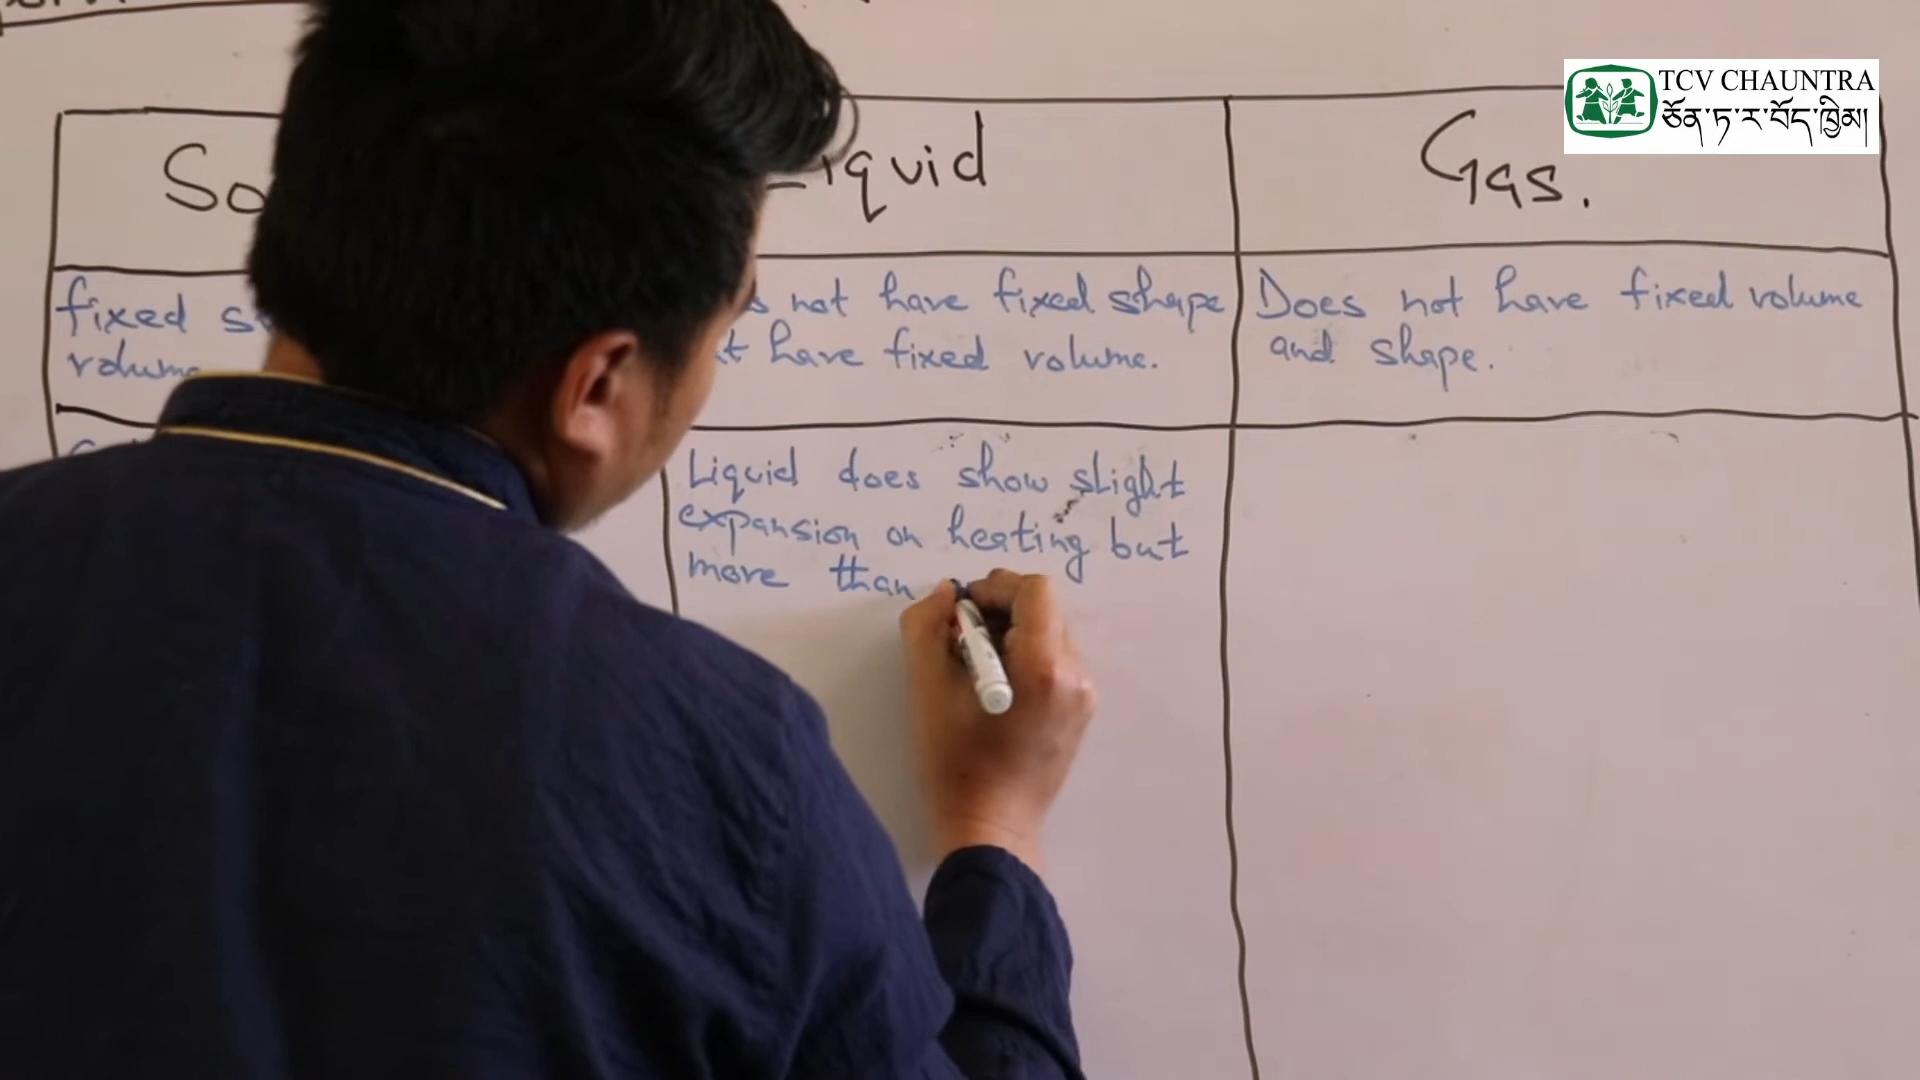 TCV CHAUNTRA
ཅོན་ཏ་ར་བོད་ཁྱིམ།
Liquid
Gas.
fixed
volume
not have fixed shape
have fixed volume.
Does not have fixed volume
and shape.
Liquid does show slight
expansion on heating but
more than